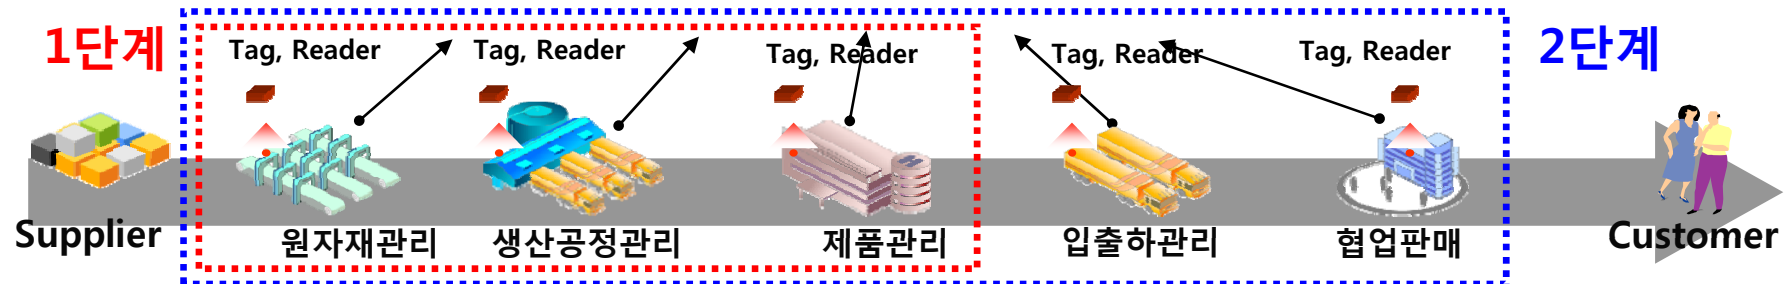 1단계
Tag, Reader
Tag, Reader
Tag, Reader
Tag, Reader
Tag, Reader
2단계
Supplier
원자재관리
생산공정관리
제품관리
입출하관리
협업판매
Customer